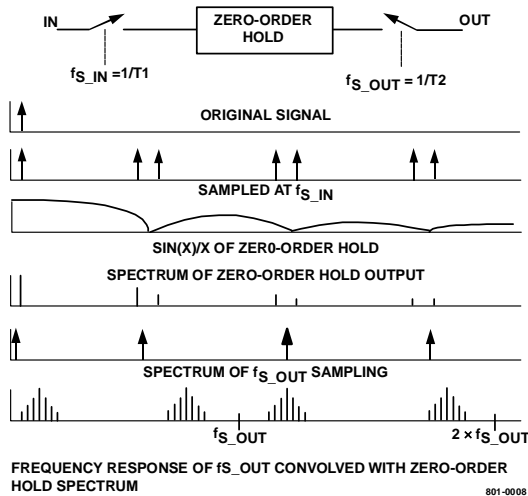 IN
ZERO-ORDER
HOLD
OUT
fS_IN =1/T1
fS_OUT = 1/T2
ORIGINAL SIGNAL
SAMPLED AT fS_IN
SIN(X)/X OF ZER0-ORDER HOLD
SPECTRUM OF ZERO-ORDER HOLD OUTPUT
SPECTRUM OF fS_OUT SAMPLING
fS_OUT
2 × fS_OUT
FREQUENCY RESPONSE OF fS_OUT CONVOLVED WITH ZERO-ORDER
HOLD SPECTRUM
801-0008